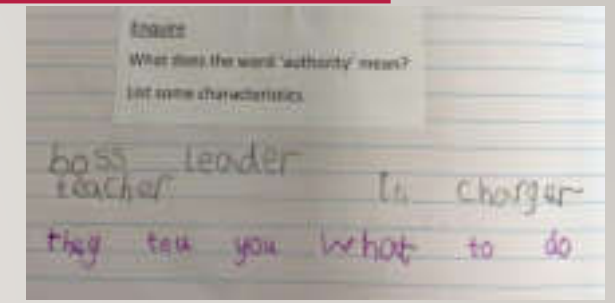 Enquire
What does the word 'authority' mean?
List some characteristics
boss leader
teacher In charger
they tell you what to do